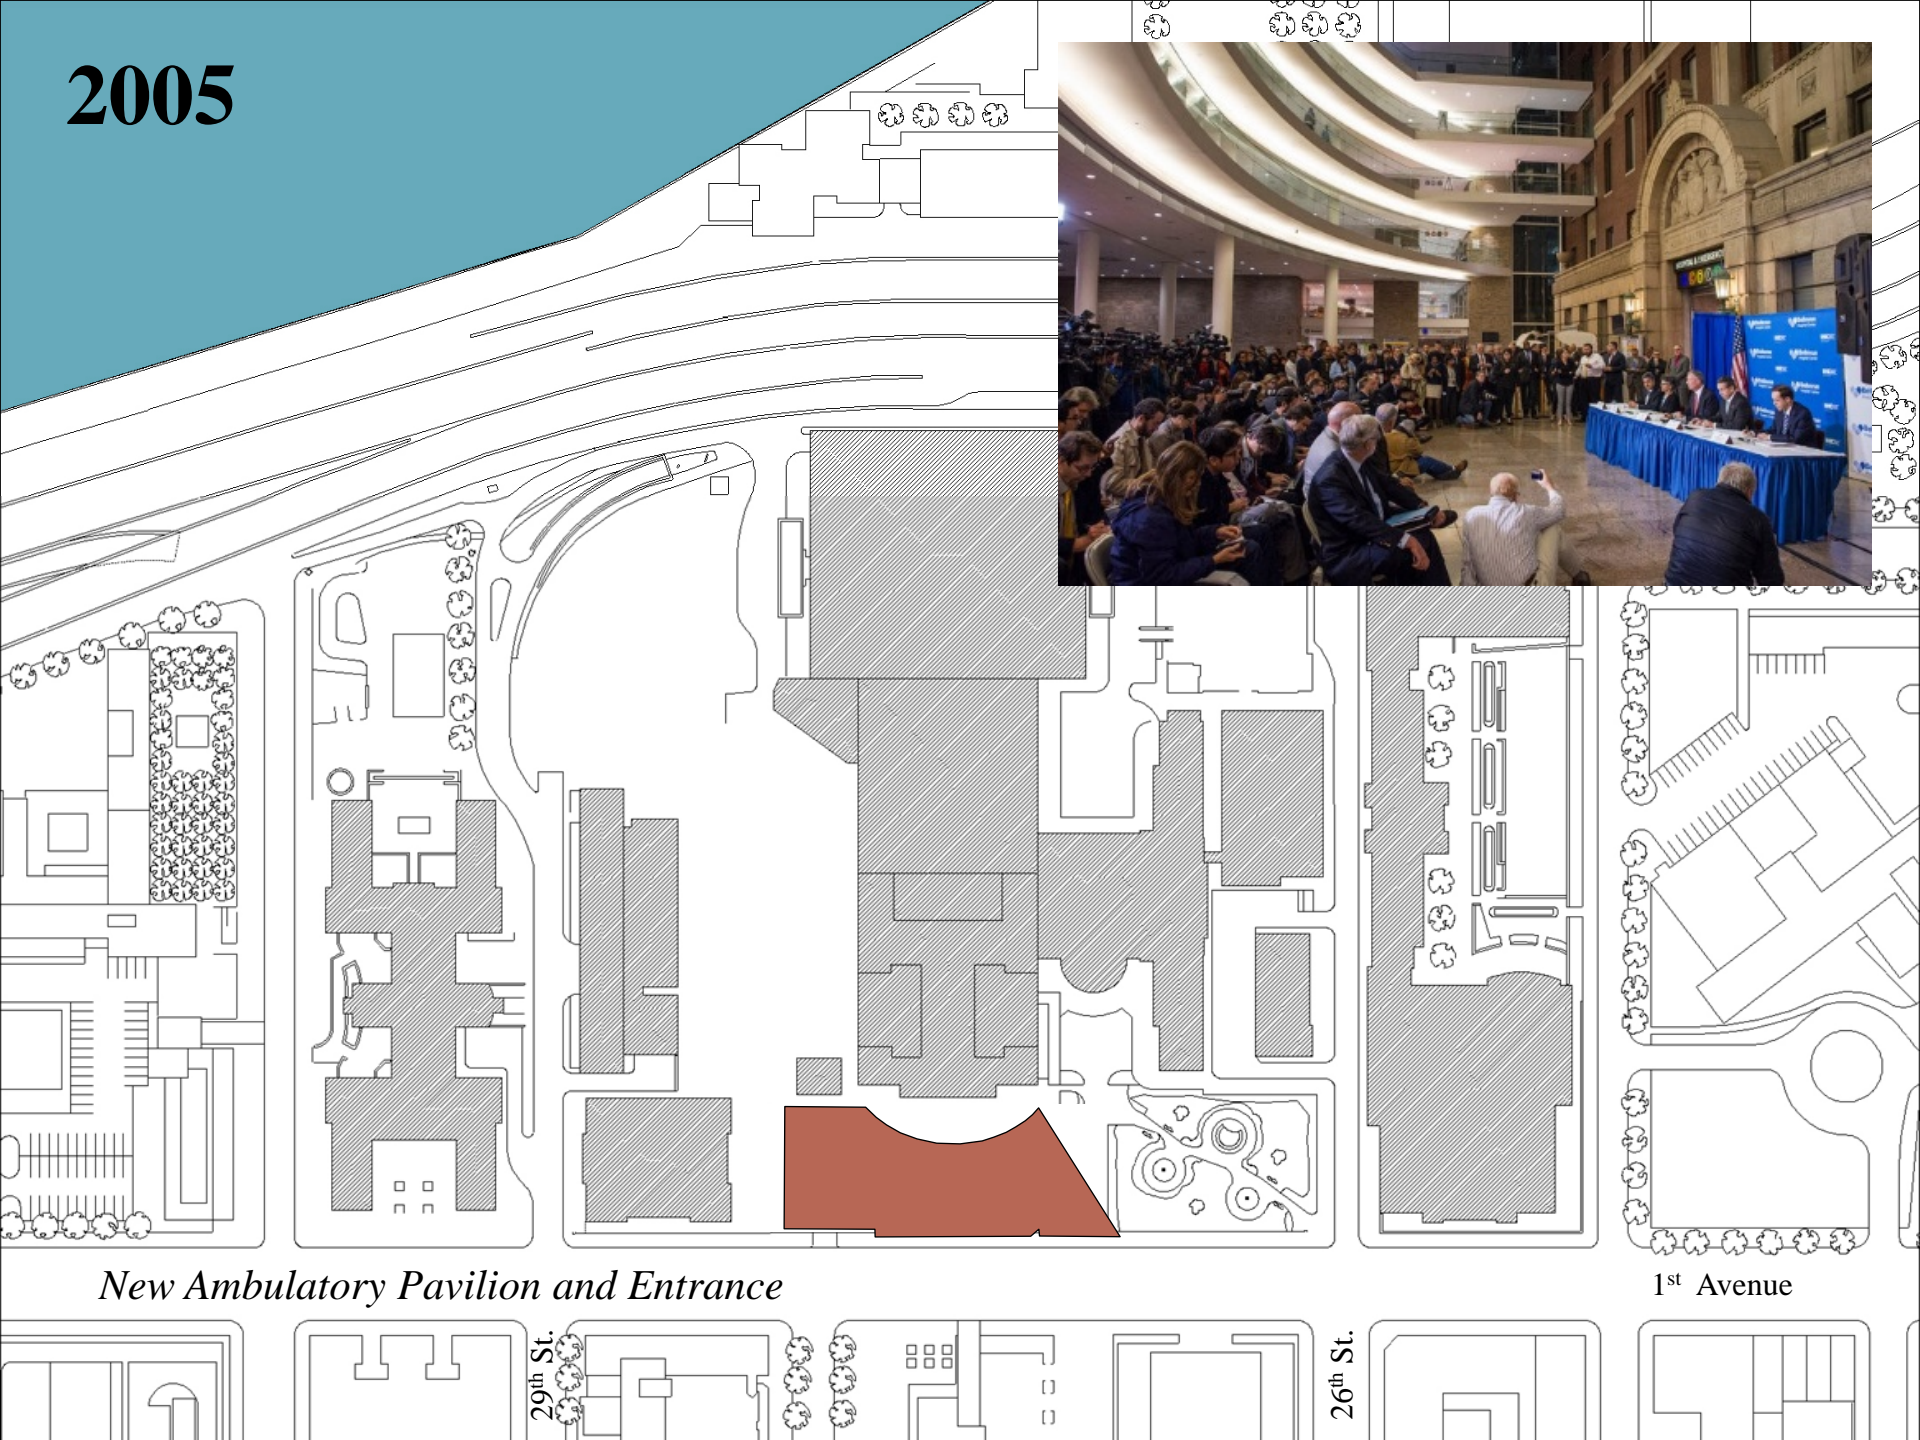 2005
New Ambulatory Pavilion and Entrance
1st Avenue
29th St.
26th St.